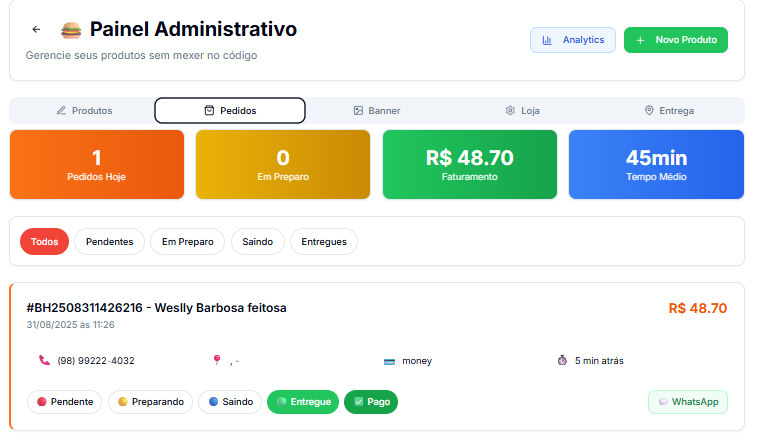 Painel Administrativo
Gerencie seus produtos sem mexer no código
Analytics
+ Novo Produto
Produtos
Pedidos
Banner
Loja
Entrega
1
Pedidos Hoje
0
Em Preparo
R$ 48.70
Faturamento
45min
Tempo Médio
Todos
Pendentes
Em Preparo
Saindo
Entregues
#BH2508311426216 - Weslly Barbosa feitosa
R$ 48.70
31/08/2025 às 11:26
(98) 99222-4032
, -
money
5 min atrás
Pendente
Preparando
Saindo
Entregue
Pago
WhatsApp